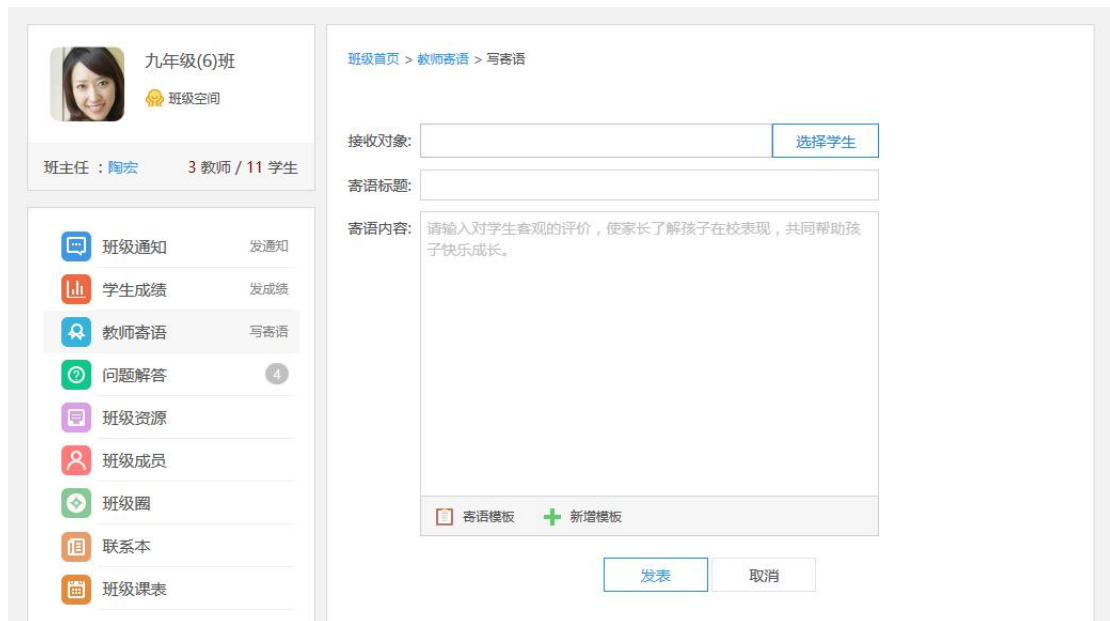 九年级(6)班
班级空间
班主任 ：陶宏 3 教师 / 11 学生
班级通知 发通知
学生成绩 发成绩
教师寄语 写寄语
问题解答 4
班级资源
班级成员
班级圈
联系本
班级课表
班级首页 > 教师寄语 > 写寄语
接收对象: 选择学生
寄语标题:
寄语内容: 请输入对学生客观的评价，使家长了解孩子在校表现，共同帮助孩
子快乐成长。
寄语模板 新增模板
发表 取消